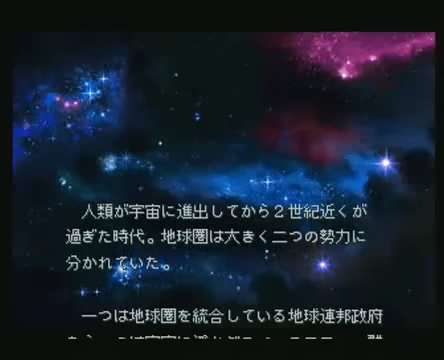 人類が宇宙に進出してから２世紀近くが
過ぎた時代。地球圏は大きく二つの勢力に
分かれていた。
一つは地球圏を統合している地球連邦政府